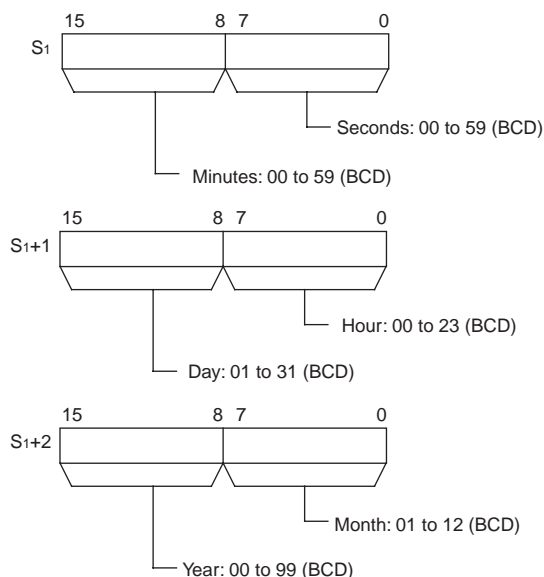 15 8 7 0
S1
Seconds: 00 to 59 (BCD)
Minutes: 00 to 59 (BCD)
15 8 7 0
S1+1
Hour: 00 to 23 (BCD)
Day: 01 to 31 (BCD)
15 8 7 0
S1+2
Month: 01 to 12 (BCD)
Year: 00 to 99 (BCD)